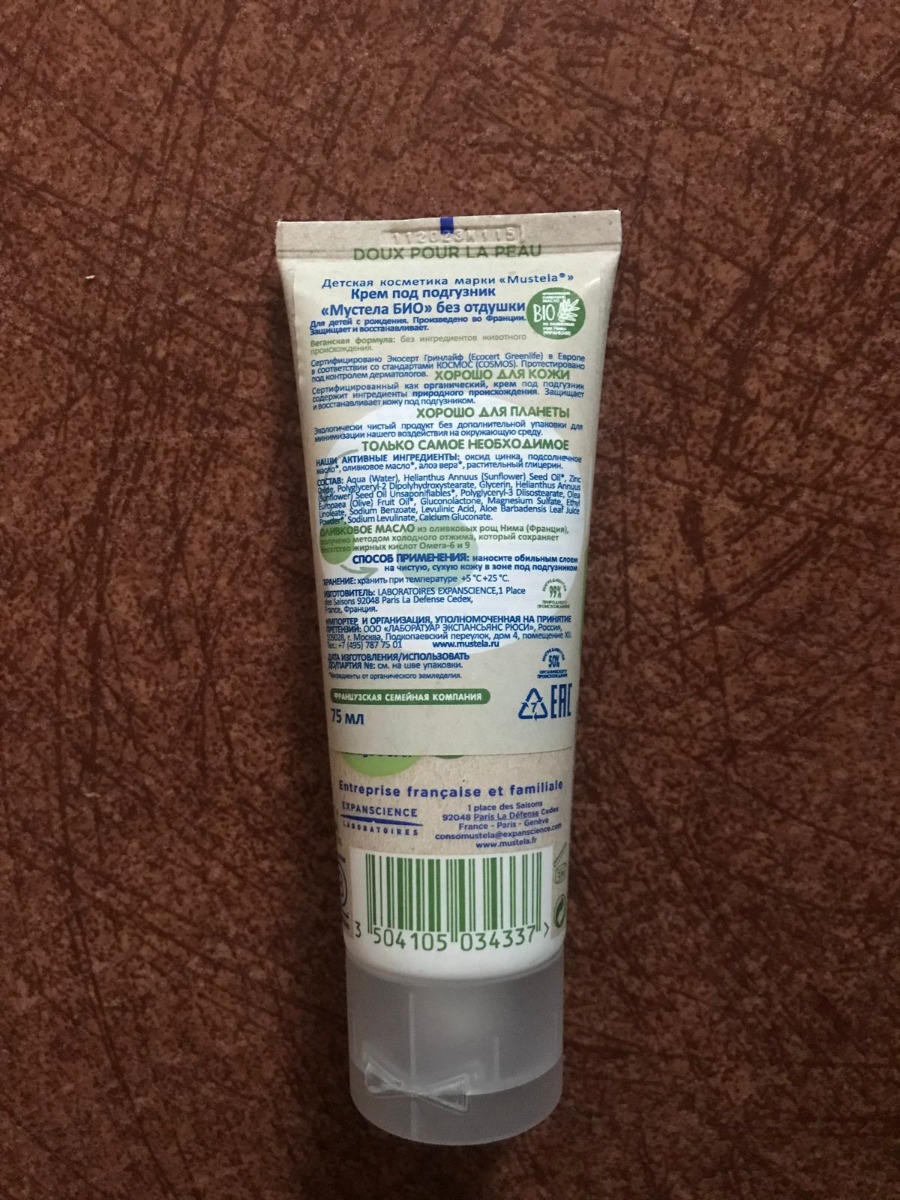 112023W115
DOUX POUR LA PEAU
Детская косметика марки «Mustela®»
Крем под подгузник
«Мустела БИО» без отдушки
BIO
Для детей с рождения. Произведено во Франции.
Защищает и восстанавливает.
Веганская формула: без ингредиентов животного
происхождения.
Сертифицировано Экосерт Гринлайф (Ecocert Greenlife) в Европе
в соответствии со стандартами КОСМОС (COSMOS). Протестировано
под контролем дерматологов. ХОРОШО ДЛЯ КОЖИ
Сертифицированный как органический, крем под подгузник
содержит ингредиенты природного происхождения. Защищает
и восстанавливает кожу под подгузником.
ХОРОШО ДЛЯ ПЛАНЕТЫ
Экологически чистый продукт без дополнительной упаковки для
минимизации нашего воздействия на окружающую среду.
ТОЛЬКО САМОЕ НЕОБХОДИМОЕ
НАШИ АКТИВНЫЕ ИНГРЕДИЕНТЫ: оксид цинка, подсолнечное
масло*, оливковое масло*, алоэ вера*, растительный глицерин.
СОСТАВ: Aqua (Water), Helianthus Annuus (Sunflower) Seed Oil*, Zinc
Oxide, Polyglyceryl-2 Dipolyhydroxystearate, Glycerin, Helianthus Annuus
(Sunflower) Seed Oil Unsaponifiables*, Polyglyceryl-3 Diisostearate, Olea
Europaea (Olive) Fruit Oil*, Gluconolactone, Magnesium Sulfate, Ethyl
Linoleate, Sodium Benzoate, Levulinic Acid, Aloe Barbadensis Leaf Juice
Powder*, Sodium Levulinate, Calcium Gluconate.
ОЛИВКОВОЕ МАСЛО из оливковых рощ Нима (Франция),
получено методом холодного отжима, который сохраняет
богатство жирных кислот Омега-6 и 9
СПОСОБ ПРИМЕНЕНИЯ: наносите обильным слоем
на чистую, сухую кожу в зоне под подгузником
ХРАНЕНИЕ: хранить при температуре +5 °C +25 °C.
ИЗГОТОВИТЕЛЬ: LABORATOIRES EXPANSCIENCE,1 Place
des Saisons 92048 Paris La Defense Cedex,
France, Франция.
99%
ПРИРОДНОГО
ПРОИСХОЖДЕНИЯ
ИМПОРТЕР И ОРГАНИЗАЦИЯ, УПОЛНОМОЧЕННАЯ НА ПРИНЯТИЕ
ПРЕТЕНЗИЙ: ООО «ЛАБОРАТУАР ЭКСПАНСЬЯНС РЮСИ», Россия,
109028, г. Москва, Подкопаевский переулок, дом 4, помещение XI.
Тел.: +7 (495) 787 75 01 www.mustela.ru
ДАТА ИЗГОТОВЛЕНИЯ/ИСПОЛЬЗОВАТЬ
ДО/ПАРТИЯ №: см. на шве упаковки.
*Ингредиенты от органического земледелия.
50%
ОРГАНИЧЕСКОГО
ПРОИСХОЖДЕНИЯ
ФРАНЦУЗСКАЯ СЕМЕЙНАЯ КОМПАНИЯ
75 мл
7
EAC
Entreprise française et familiale
EXPANSCIENCE
LABORATOIRES
1 place des Saisons
92048 Paris La Défense Cedex
France - Paris - Genève
consomustela@expanscience.com
www.mustela.fr
3 504105 034337 >